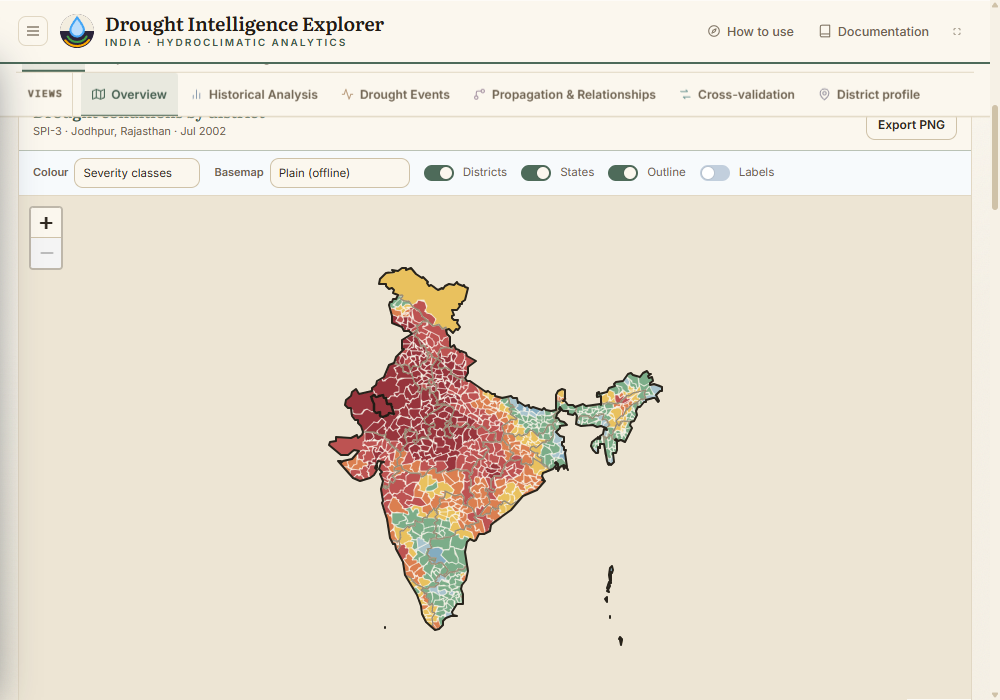 Drought Intelligence Explorer
INDIA · HYDROCLIMATIC ANALYTICS
How to use
Documentation
VIEWS
Overview
Historical Analysis
Drought Events
Propagation & Relationships
Cross-validation
District profile
SPI-3 · Jodhpur, Rajasthan · Jul 2002
Export PNG
Colour
Severity classes
Basemap
Plain (offline)
Districts
States
Outline
Labels
+
−